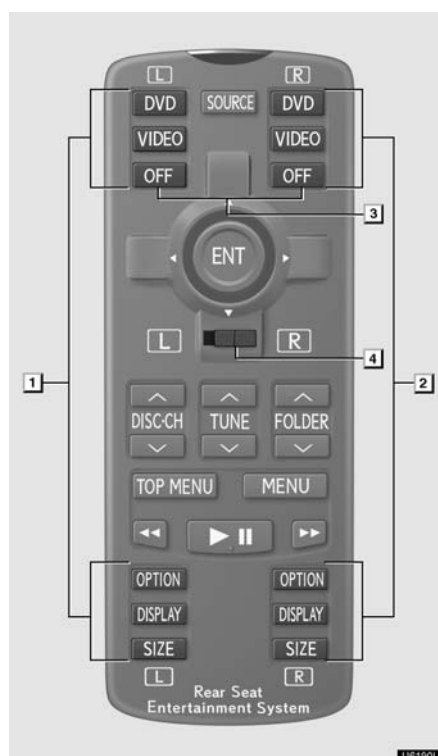 L R
DVD SOURCE DVD
VIDEO VIDEO
OFF OFF
3
ENT
L R
4
1 2
DISC·CH TUNE FOLDER
TOP MENU MENU
OPTION OPTION
DISPLAY DISPLAY
SIZE SIZE
L R
Rear Seat
Entertainment System